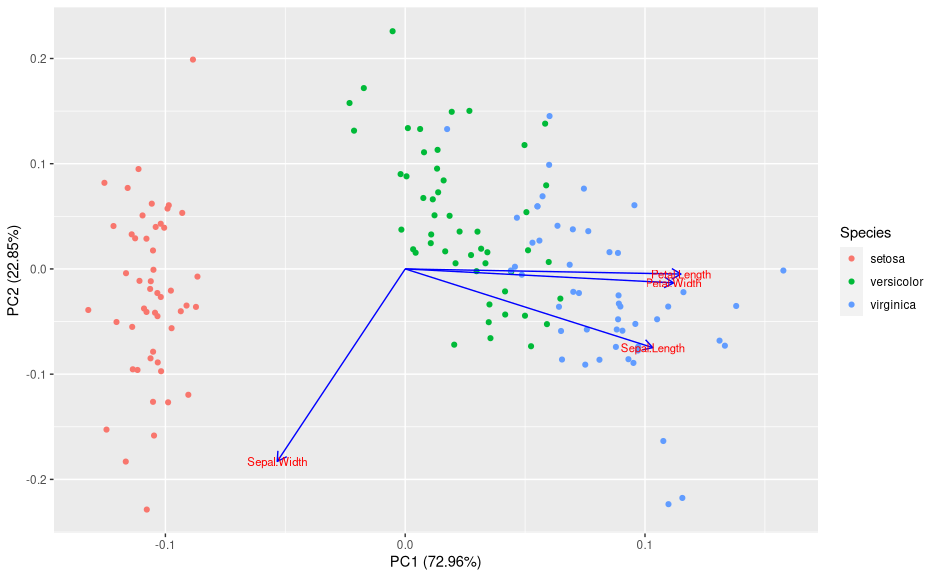 0.2
0.1
0.0
-0.1
-0.2
PC2 (22.85%)
Petal.Length
Petal.Width
Sepal.Length
Sepal.Width
-0.1
0.0
0.1
PC1 (72.96%)
Species
setosa
versicolor
virginica